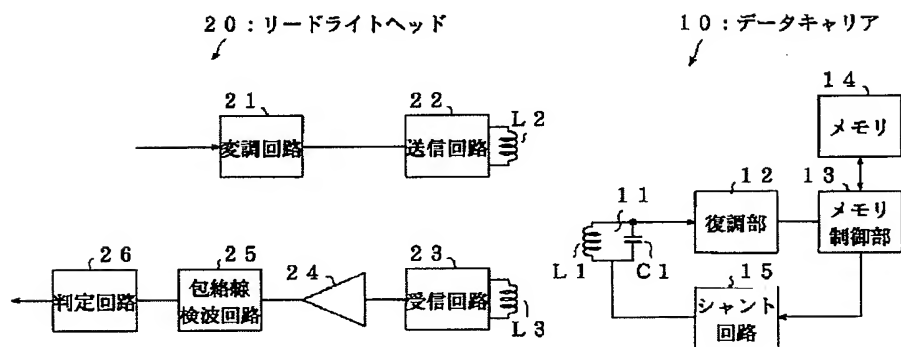 20：リードライトヘッド
10：データキャリア
21
変調回路
22
送信回路
L2
14
メモリ
11
12
復調部
13
メモリ
制御部
L1
C1
15
シャント
回路
26
判定回路
25
包絡線
検波回路
24
23
受信回路
L3